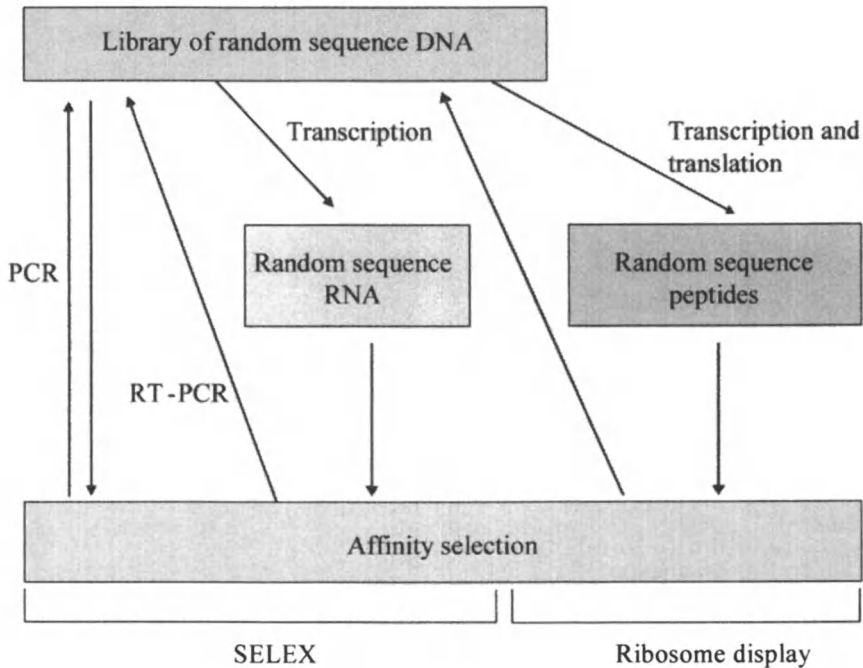 Library of random sequence DNA
Transcription
Transcription and
translation
PCR
Random sequence
RNA
Random sequence
peptides
RT-PCR
Affinity selection
SELEX
Ribosome display